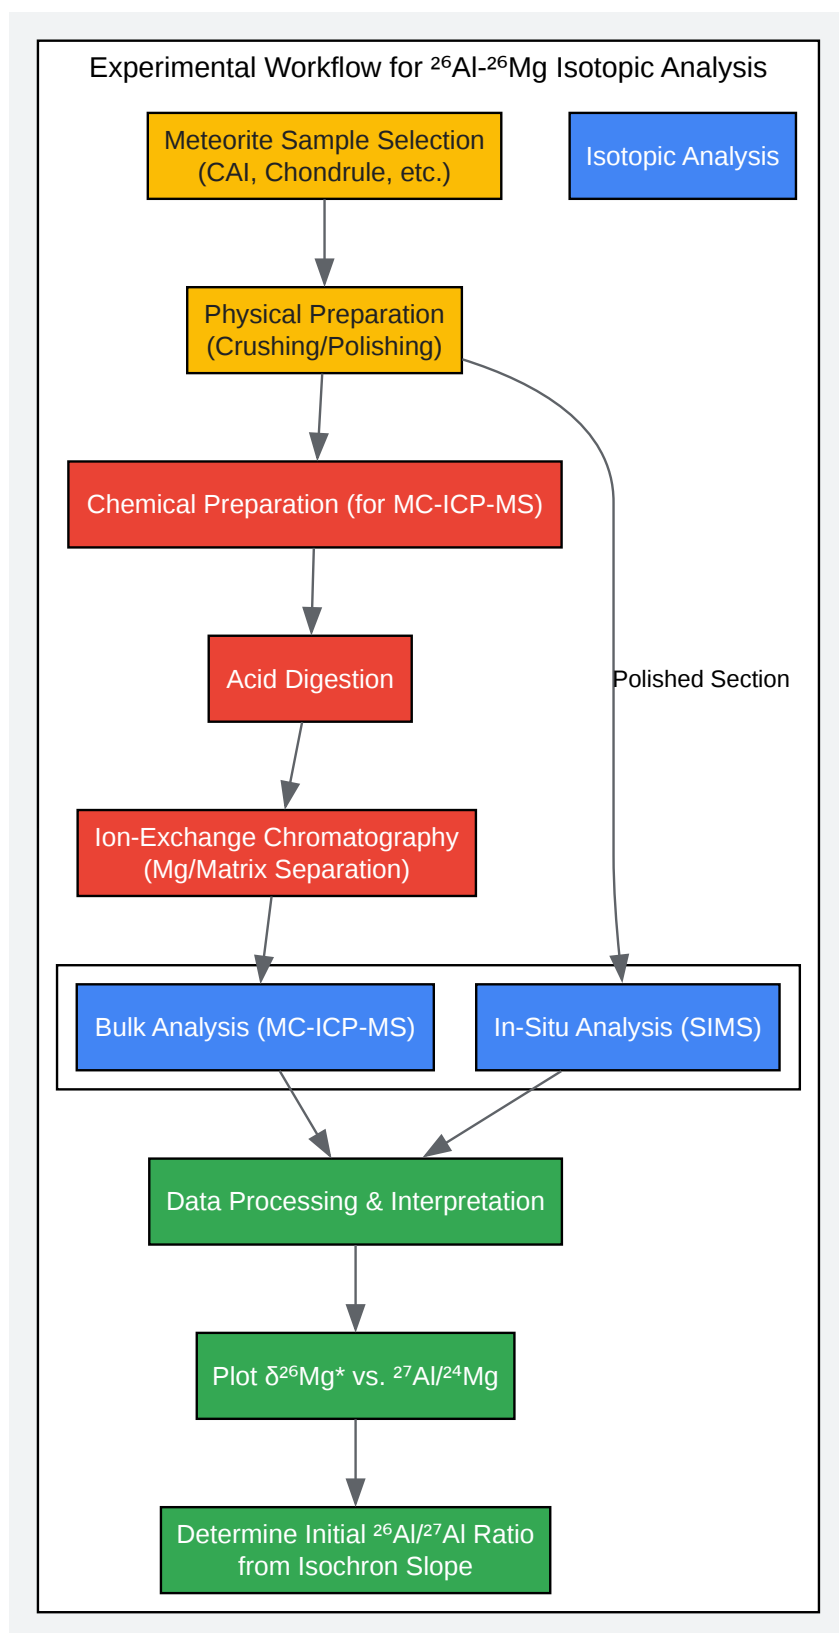 Experimental Workflow for ²⁶Al-²⁶Mg Isotopic Analysis
Meteorite Sample Selection
(CAI, Chondrule, etc.)
Isotopic Analysis
Physical Preparation
(Crushing/Polishing)
Chemical Preparation (for MC-ICP-MS)
Acid Digestion
Polished Section
Ion-Exchange Chromatography
(Mg/Matrix Separation)
Bulk Analysis (MC-ICP-MS)
In-Situ Analysis (SIMS)
Data Processing & Interpretation
Plot δ²⁶Mg* vs. ²⁷Al/²⁴Mg
Determine Initial ²⁶Al/²⁷Al Ratio
from Isochron Slope